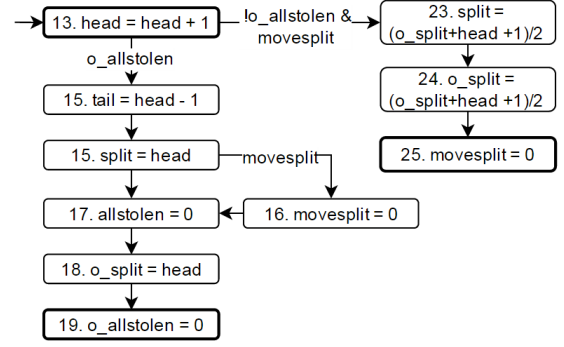 13. head = head + 1
!o_allstolen &
movesplit
23. split =
(o_split+head +1)/2
o_allstolen
24. o_split =
(o_split+head +1)/2
15. tail = head - 1
15. split = head
movesplit
25. movesplit = 0
17. allstolen = 0
16. movesplit = 0
18. o_split = head
19. o_allstolen = 0